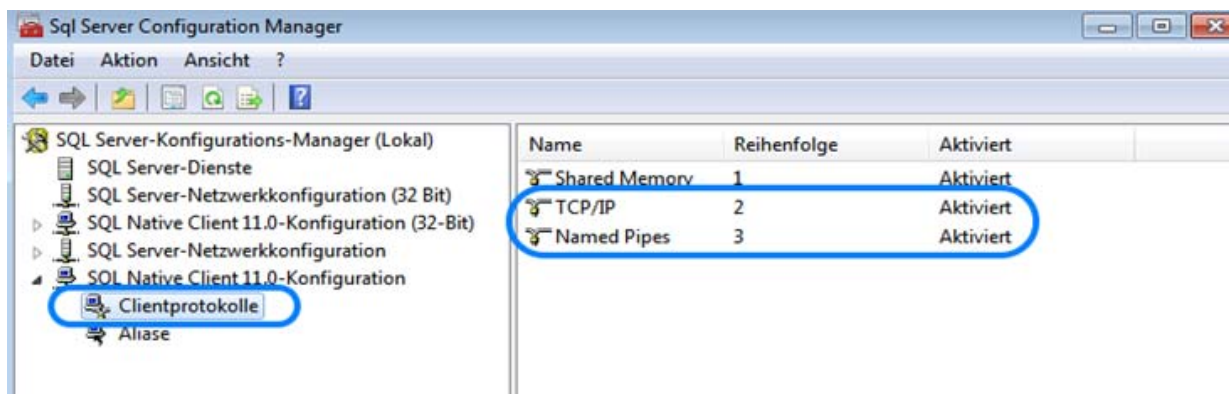 Sql Server Configuration Manager
Datei Aktion Ansicht ?
SQL Server-Konfigurations-Manager (Lokal)
SQL Server-Dienste
SQL Server-Netzwerkkonfiguration (32 Bit)
SQL Native Client 11.0-Konfiguration (32-Bit)
SQL Server-Netzwerkkonfiguration
SQL Native Client 11.0-Konfiguration
Clientprotokolle
Aliase
Name Reihenfolge Aktiviert
Shared Memory 1 Aktiviert
TCP/IP 2 Aktiviert
Named Pipes 3 Aktiviert